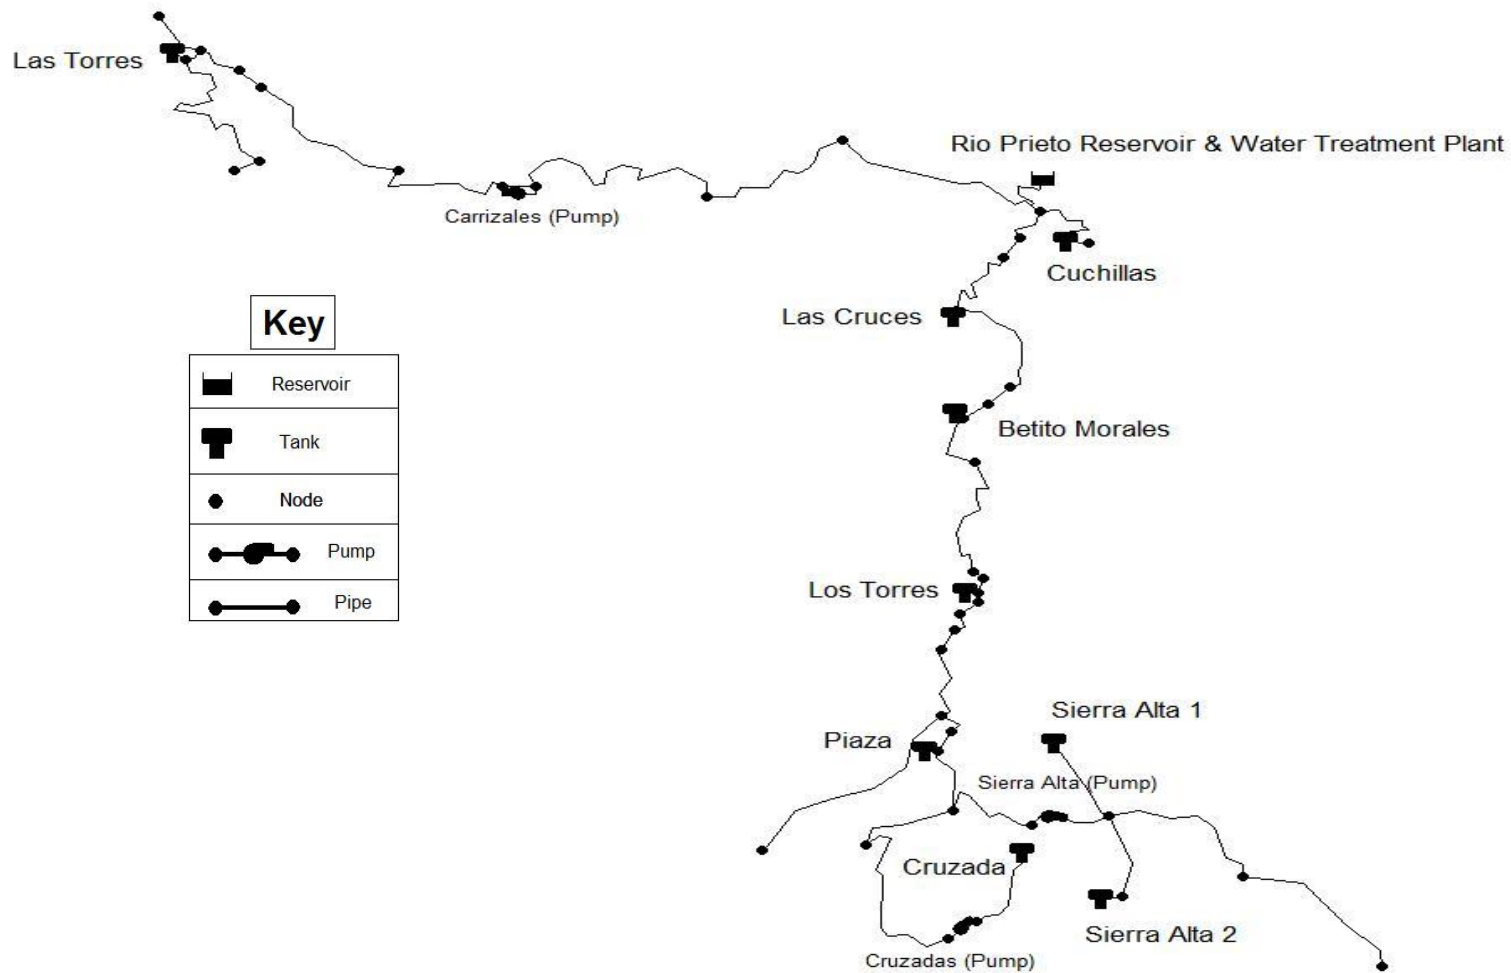 Las Torres
Rio Prieto Reservoir & Water Treatment Plant
Carrizales (Pump)
Cuchillas
Las Cruces
Key
Reservoir
Tank
Node
Pump
Pipe
Betito Morales
Los Torres
Sierra Alta 1
Piaza
Sierra Alta (Pump)
Cruzada
Sierra Alta 2
Cruzadas (Pump)